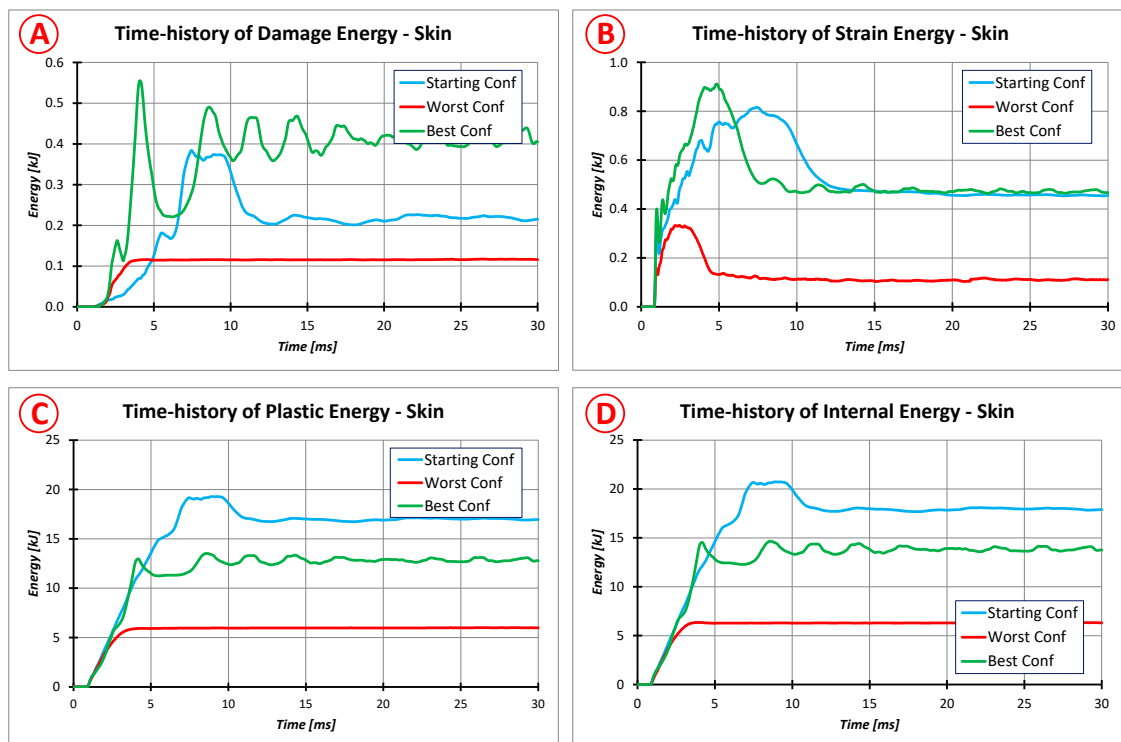 A
Time-history of Damage Energy - Skin
Energy [kJ]
0.6
0.5
0.4
0.3
0.2
0.1
0.0
0 5 10 15 20 25 30
Time [ms]
Starting Conf
Worst Conf
Best Conf
B
Time-history of Strain Energy - Skin
Energy [kJ]
1.0
0.8
0.6
0.4
0.2
0.0
0 5 10 15 20 25 30
Time [ms]
Starting Conf
Worst Conf
Best Conf
C
Time-history of Plastic Energy - Skin
Energy [kJ]
25
20
15
10
5
0
0 5 10 15 20 25 30
Time [ms]
Starting Conf
Worst Conf
Best Conf
D
Time-history of Internal Energy - Skin
Energy [kJ]
25
20
15
10
5
0
0 5 10 15 20 25 30
Time [ms]
Starting Conf
Worst Conf
Best Conf